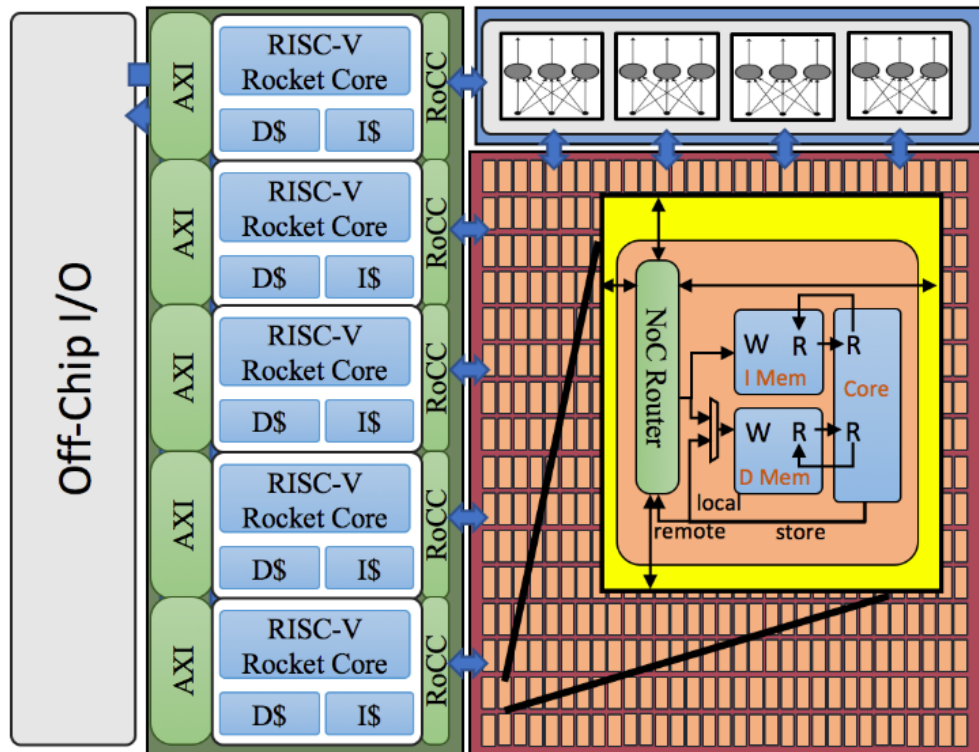 Off-Chip I/O
AXI
RISC-V
Rocket Core
D$ I$
RoCC
AXI
RISC-V
Rocket Core
D$ I$
RoCC
AXI
RISC-V
Rocket Core
D$ I$
RoCC
AXI
RISC-V
Rocket Core
D$ I$
RoCC
AXI
RISC-V
Rocket Core
D$ I$
RoCC
NoC Router
W R R
I Mem
Core
W R R
D Mem
local
remote store